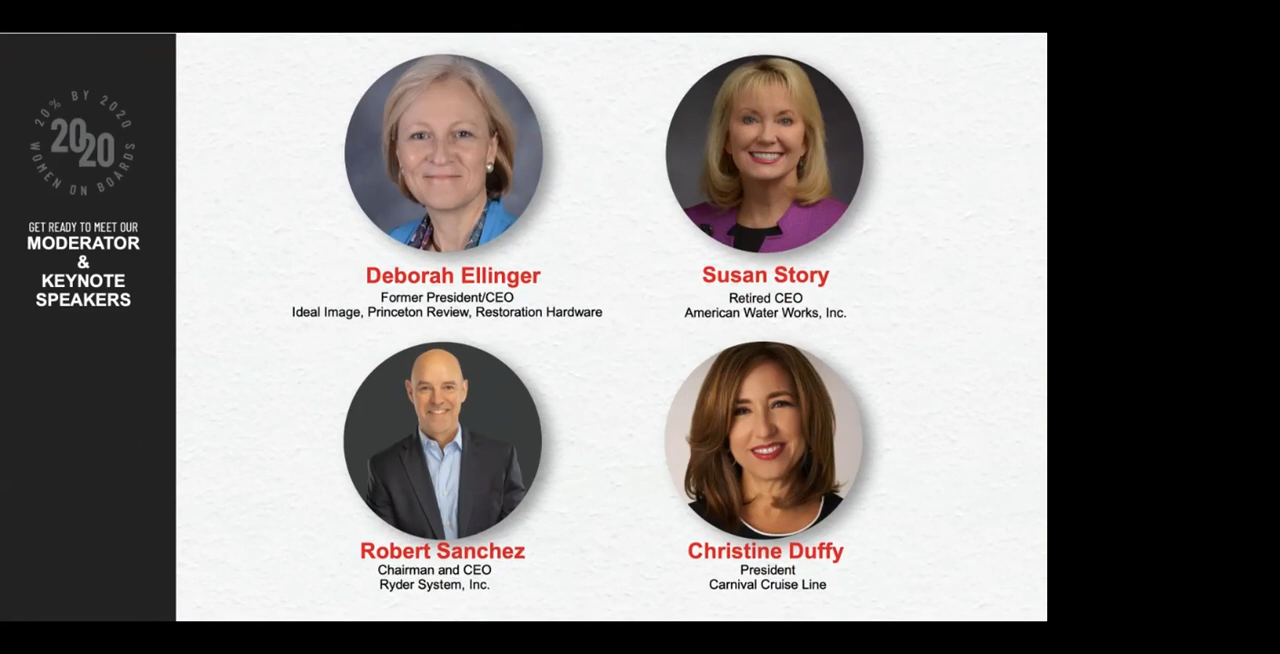 20% BY 2020
2020
WOMEN ON BOARDS
GET READY TO MEET OUR
MODERATOR
&
KEYNOTE
SPEAKERS
Deborah Ellinger
Former President/CEO
Ideal Image, Princeton Review, Restoration Hardware
Susan Story
Retired CEO
American Water Works, Inc.
Robert Sanchez
Chairman and CEO
Ryder System, Inc.
Christine Duffy
President
Carnival Cruise Line